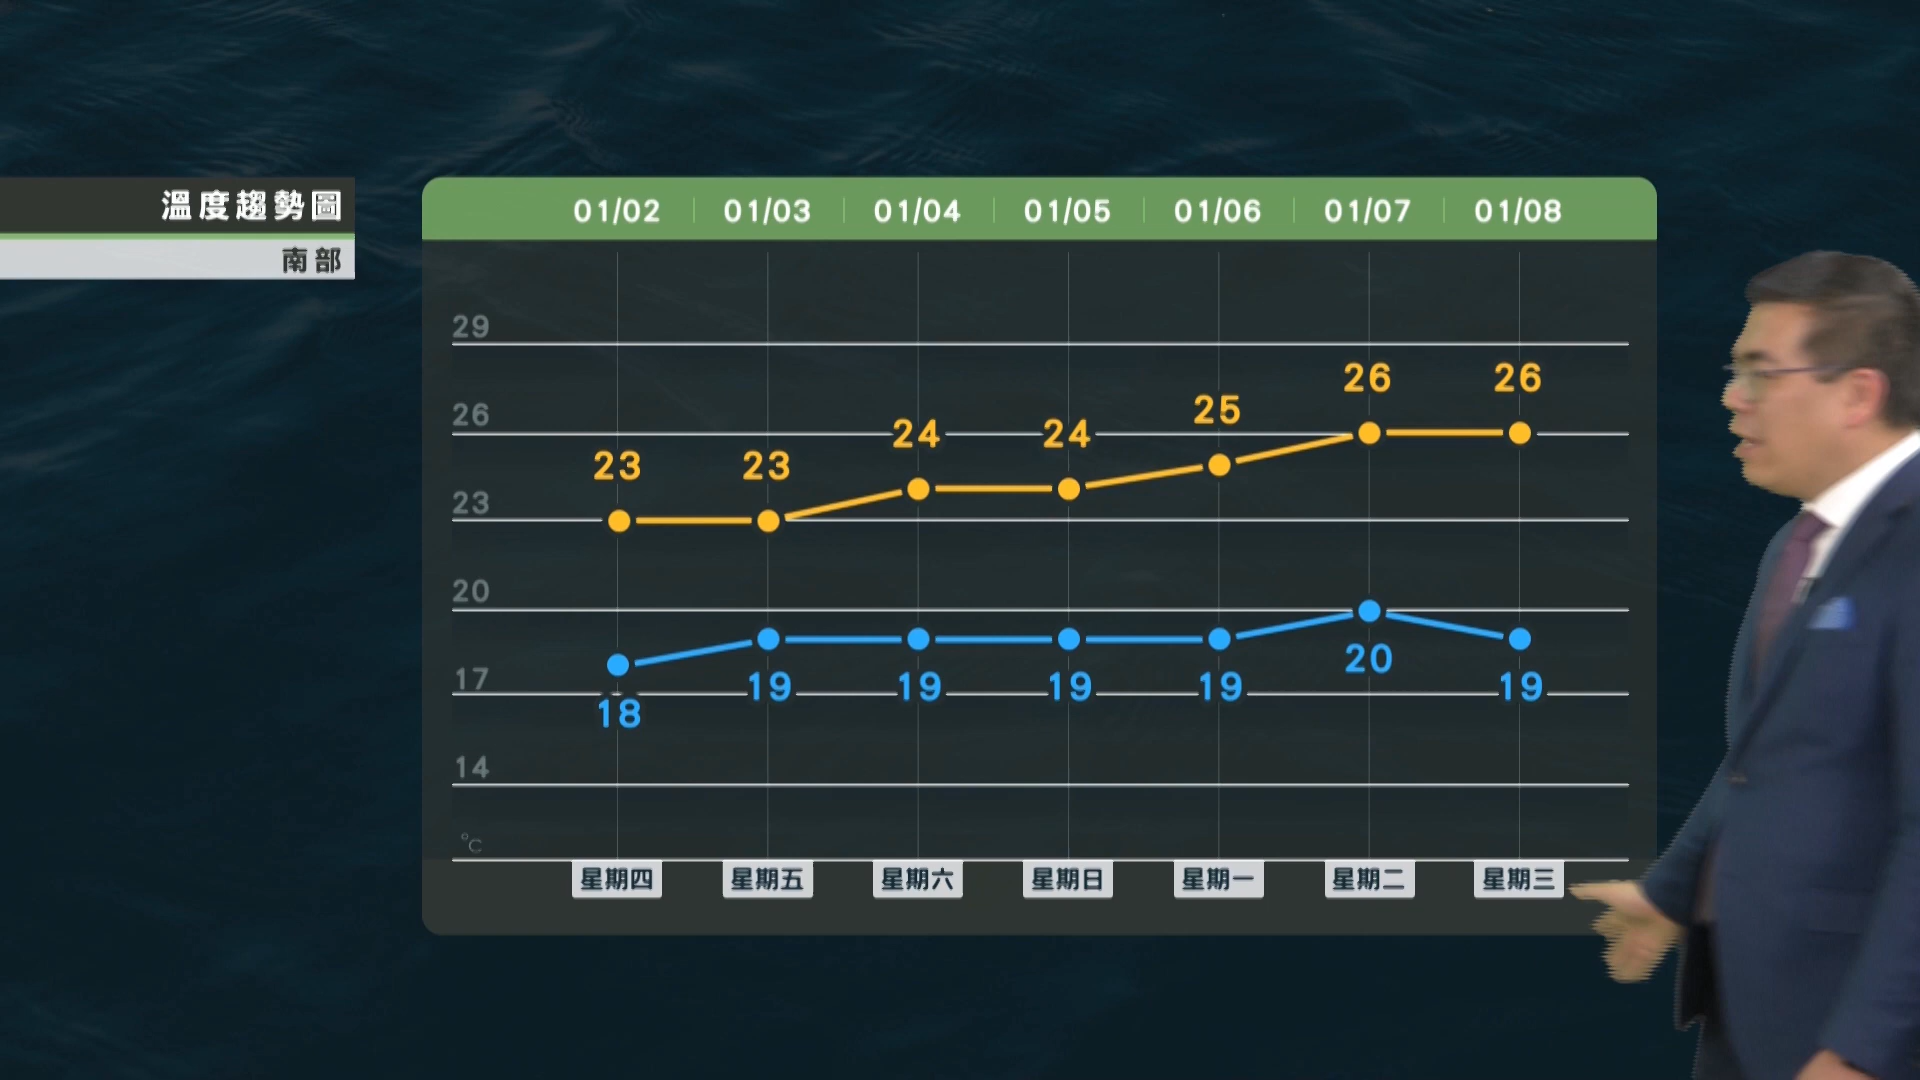 溫度趨勢圖
南部
01/02 01/03 01/04 01/05 01/06 01/07 01/08
29
26
23
20
17
14
°C
23 23 24 24 25 26 26
18 19 19 19 19 20 19
星期四 星期五 星期六 星期日 星期一 星期二 星期三